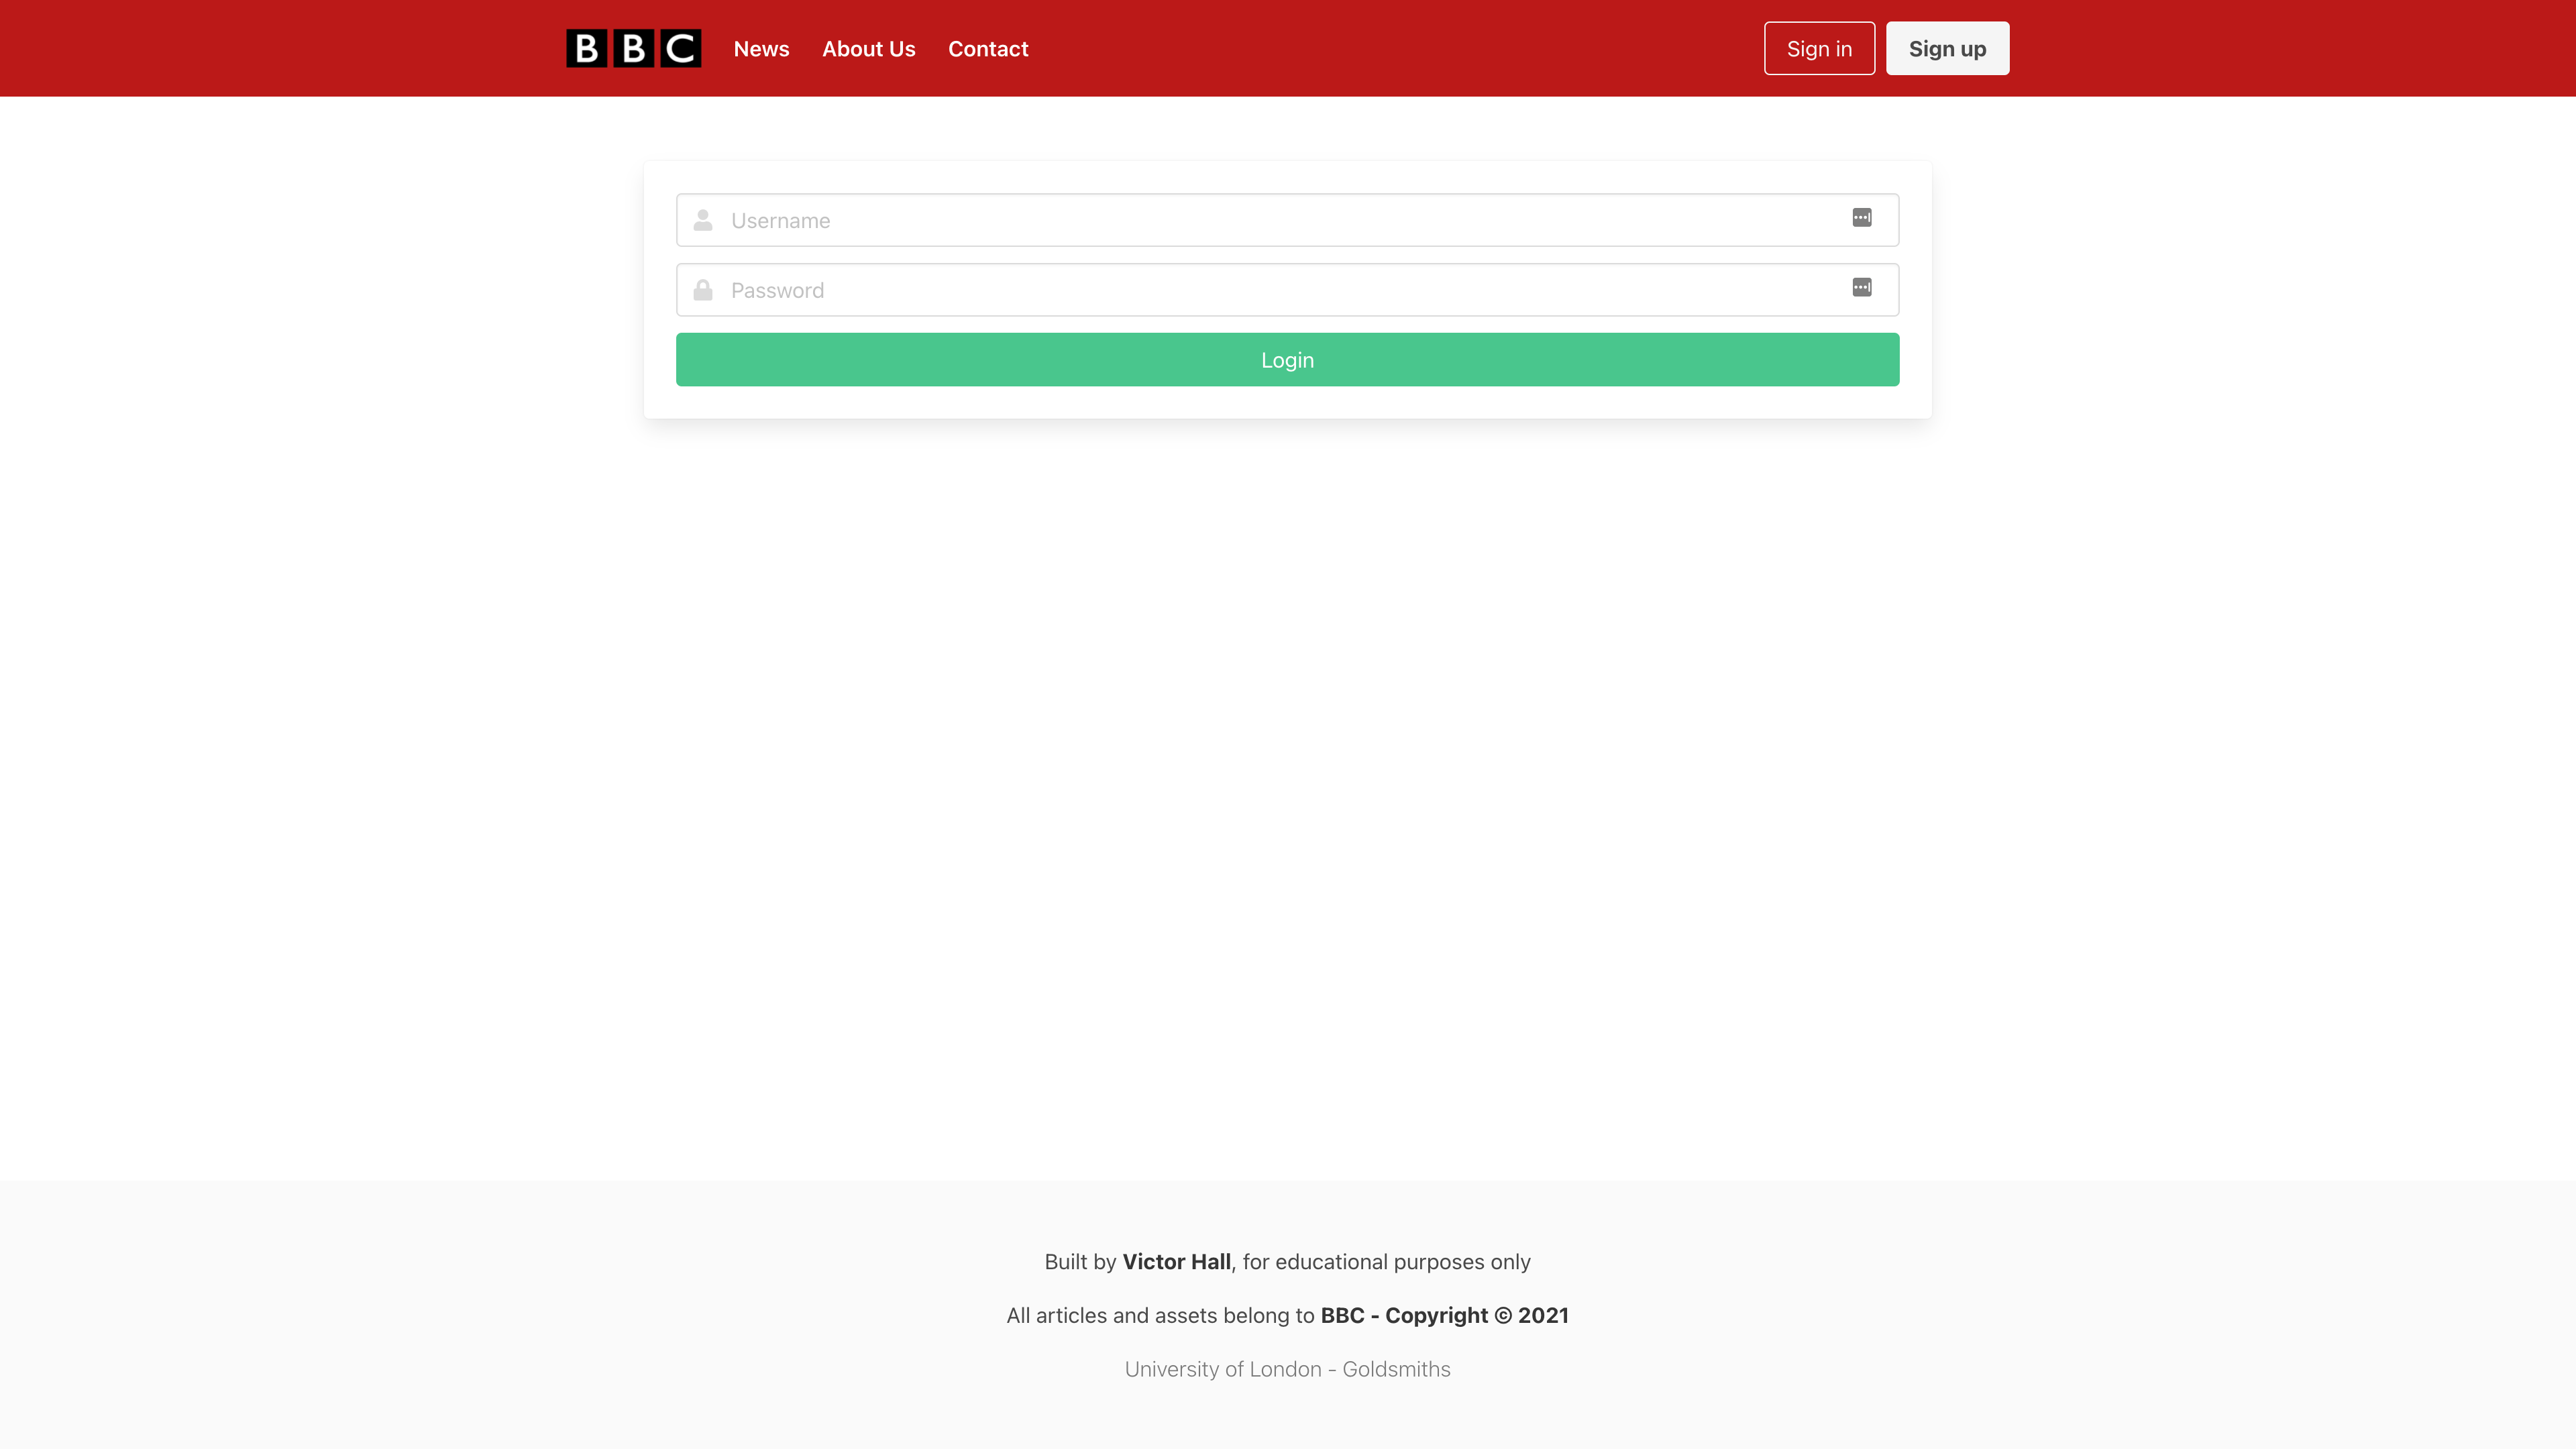 BBC News About Us Contact Sign in Sign up
Username
Password
Login
Built by Victor Hall, for educational purposes only
All articles and assets belong to BBC - Copyright © 2021
University of London - Goldsmiths